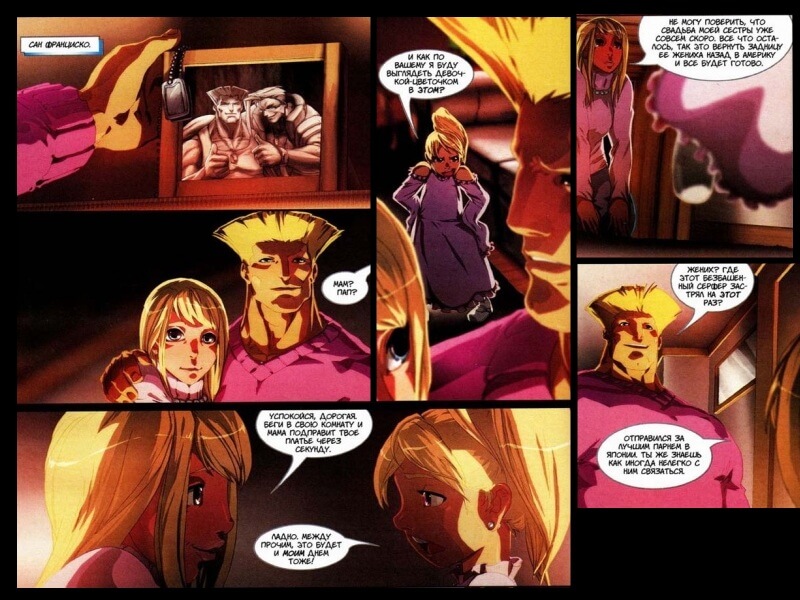 САН ФРАНЦИСКО.
МАМ?
ПАП?
И КАК ПО
ВАШЕМУ Я БУДУ
ВЫГЛЯДЕТЬ ДЕВОЧ-
КОЙ-ЦВЕТОЧКОМ
В ЭТОМ?
УСПОКОЙСЯ, ДОРОГАЯ.
БЕГИ В СВОЮ КОМНАТУ И
МАМА ПОДПРАВИТ ТВОЕ
ПЛАТЬЕ ЧЕРЕЗ
СЕКУНДУ.
ЛАДНО. МЕЖДУ
ПРОЧИМ, ЭТО БУДЕТ
И МОИМ ДНЕМ
ТОЖЕ!
НЕ МОГУ ПОВЕРИТЬ, ЧТО
СВАДЬБА МОЕЙ СЕСТРЫ УЖЕ
СОВСЕМ СКОРО. ВСЕ ЧТО ОСТА-
ЛОСЬ, ТАК ЭТО ВЕРНУТЬ ЗАДНИЦУ
ЕЕ ЖЕНИХА НАЗАД В АМЕРИКУ
И ВСЕ БУДЕТ ГОТОВО.
ЖЕНИХ? ГДЕ
ЭТОТ БЕЗБАШЕН-
НЫЙ СЕРФЕР ЗАС-
ТРЯЛ НА ЭТОТ
РАЗ?
ОТПРАВИЛСЯ ЗА
ЛУЧШИМ ПАРНЕМ В
ЯПОНИИ. ТЫ ЖЕ ЗНАЕШЬ
КАК ИНОГДА НЕЛЕГКО С
НИМ СВЯЗАТЬСЯ.